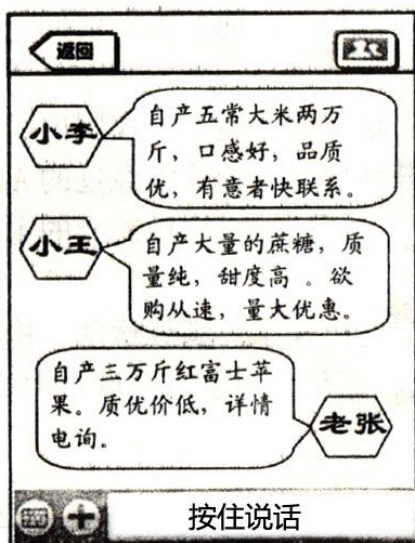 返回
小李
自产五常大米两万
斤，口感好，品质
优，有意者快联系。
小王
自产大量的蔗糖，质
量纯，甜度高 。欲
购从速，量大优惠。
自产三万斤红富士苹
果。质优价低，详情
电询。
老张
按住说话